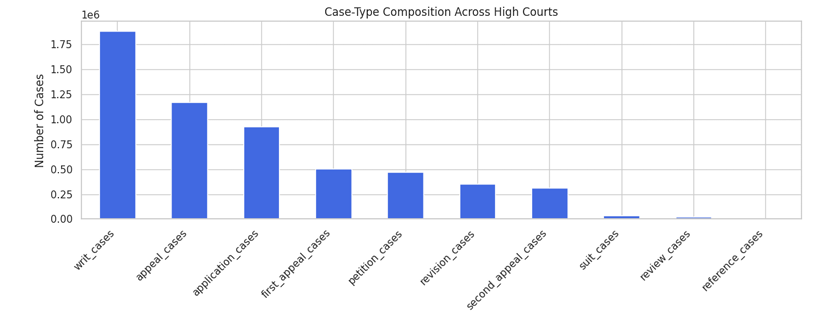 Case-Type Composition Across High Courts
1e6
Number of Cases
1.75
1.50
1.25
1.00
0.75
0.50
0.25
0.00
writ_cases
appeal_cases
application_cases
first_appeal_cases
petition_cases
revision_cases
second_appeal_cases
suit_cases
review_cases
reference_cases